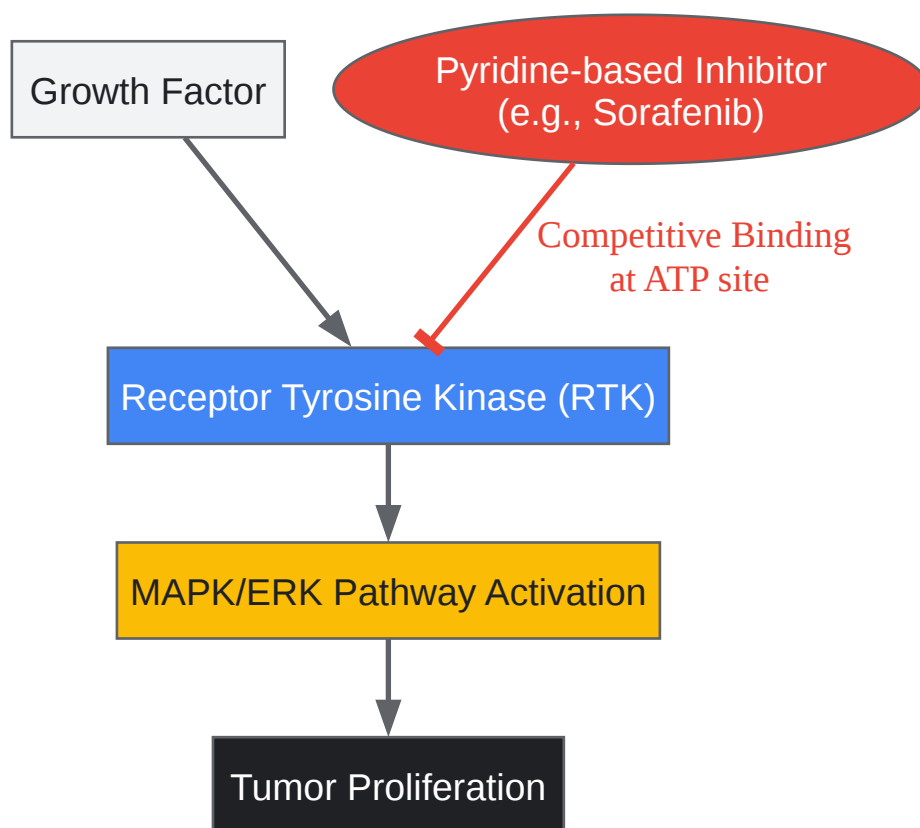 Growth Factor
Pyridine-based Inhibitor
(e.g., Sorafenib)
Competitive Binding
at ATP site
Receptor Tyrosine Kinase (RTK)
MAPK/ERK Pathway Activation
Tumor Proliferation